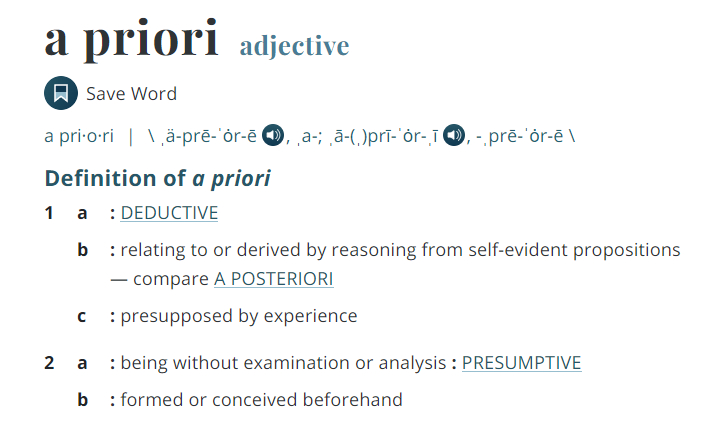 a priori adjective
Save Word
a pri·o·ri | \ ˌä-prē-ˈȯr-ē , ˌa-; ˌā-(ˌ)prī-ˈȯr-ˌī , -ˌprē-ˈȯr-ē \
Definition of a priori
1 a : DEDUCTIVE
b : relating to or derived by reasoning from self-evident propositions
— compare A POSTERIORI
c : presupposed by experience
2 a : being without examination or analysis : PRESUMPTIVE
b : formed or conceived beforehand